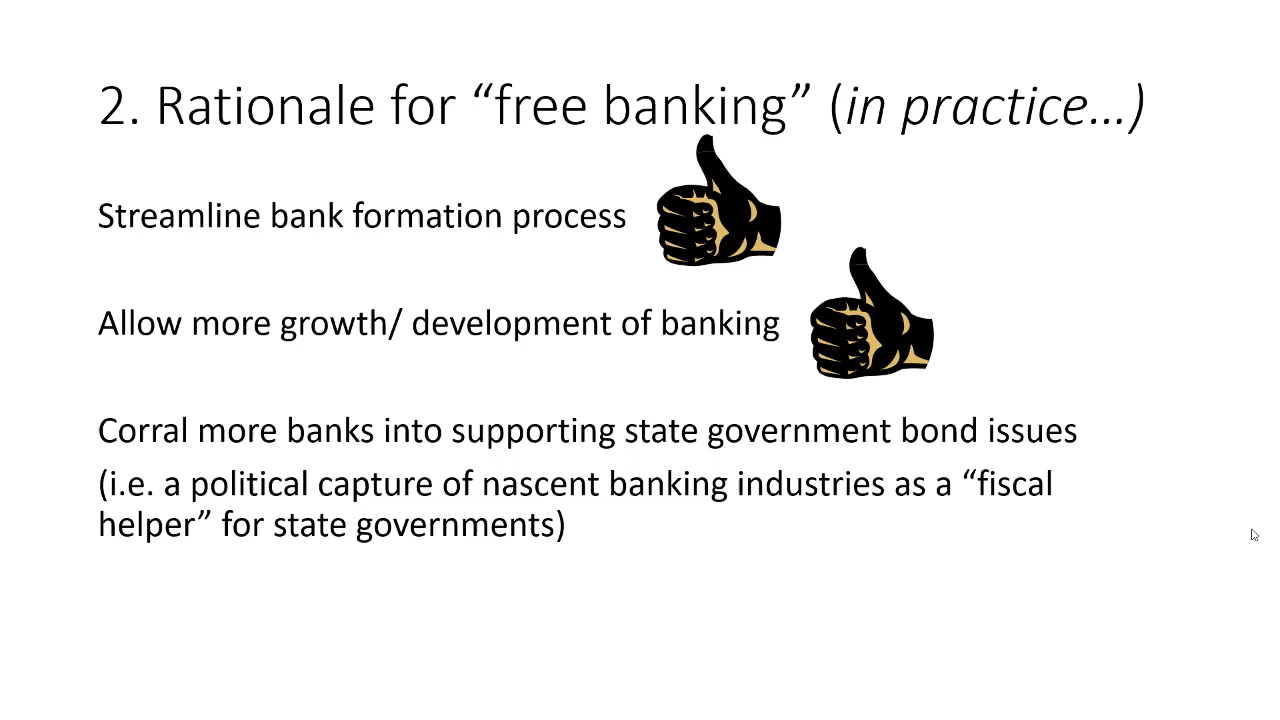 2. Rationale for “free banking” (in practice…)
Streamline bank formation process
Allow more growth/ development of banking
Corral more banks into supporting state government bond issues
(i.e. a political capture of nascent banking industries as a “fiscal
helper” for state governments)